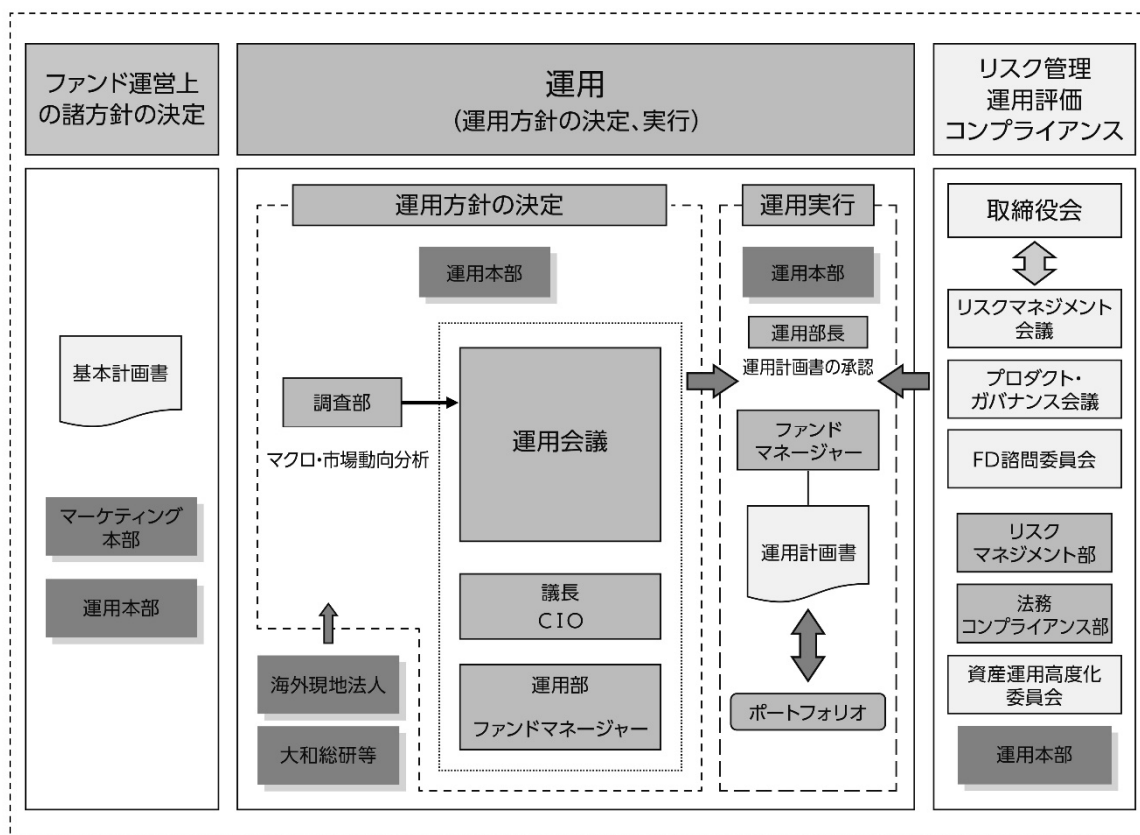 ファンド運営上
の諸方針の決定
運用
(運用方針の決定、実行)
リスク管理
運用評価
コンプライアンス
基本計画書
マーケティング
本部
運用本部
運用方針の決定
運用本部
調査部
マクロ・市場動向分析
運用会議
議長
CIO
運用部
ファンドマネージャー
海外現地法人
大和総研等
運用実行
運用本部
運用部長
運用計画書の承認
ファンド
マネージャー
運用計画書
ポートフォリオ
取締役会
リスクマネジメント
会議
プロダクト・
ガバナンス会議
FD諮問委員会
リスク
マネジメント部
法務
コンプライアンス部
資産運用高度化
委員会
運用本部